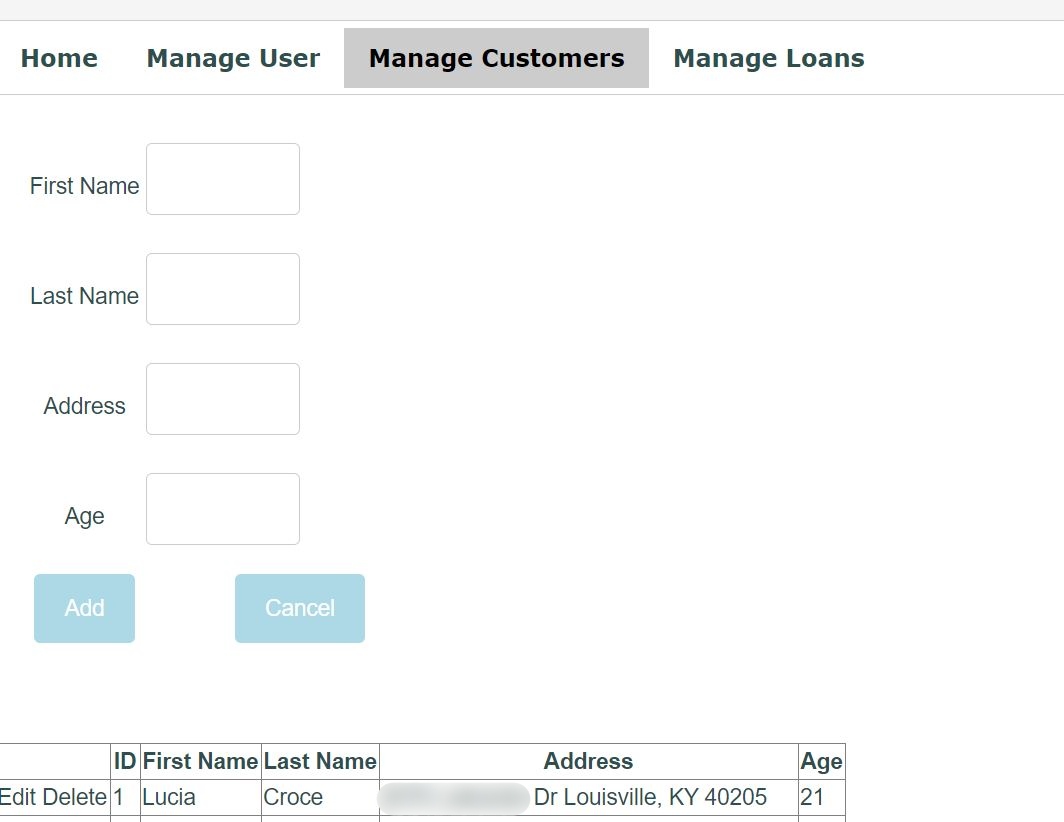 Home Manage User Manage Customers Manage Loans
First Name
Last Name
Address
Age
Add Cancel
ID First Name Last Name Address Age
Edit Delete 1 Lucia Croce Dr Louisville, KY 40205 21